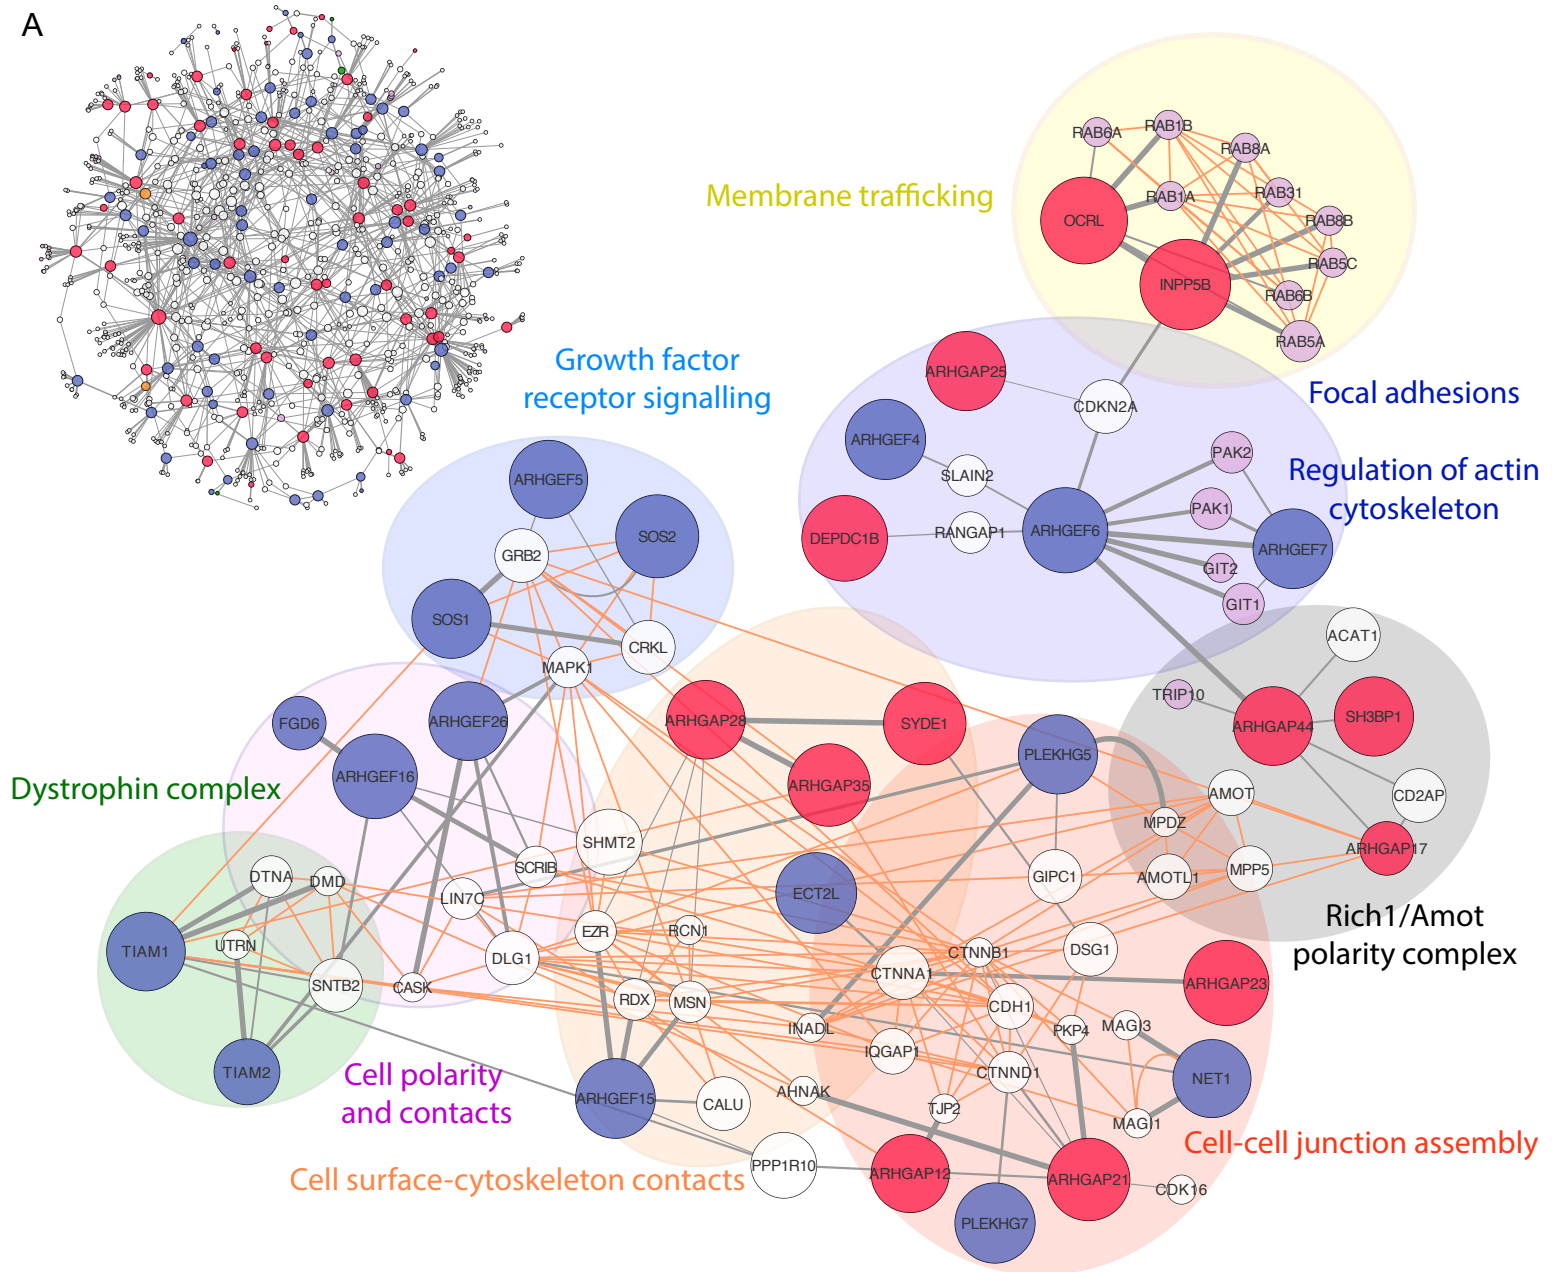 A
RAB6A
RAB1B
RAB8A
Membrane trafficking
RAB1A
RAB31
OCRL
RAB8B
RAB5C
INPP5B
RAB6B
RAB5A
Growth factor
receptor signalling
ARHGAP25
Focal adhesions
CDKN2A
ARHGEF4
PAK2
Regulation of actin
cytoskeleton
SLAIN2
ARHGEF5
PAK1
SOS2
DEPDC1B
RANGAP1
ARHGEF6
ARHGEF7
GRB2
GIT2
GIT1
SOS1
ACAT1
CRKL
MAPK1
TRIP10
FGD6
ARHGEF26
ARHGAP28
SYDE1
ARHGAP44
SH3BP1
PLEKHG5
ARHGEF16
Dystrophin complex
ARHGAP35
AMOT
CD2AP
MPDZ
SHMT2
ARHGAP17
SCRIB
DTNA
DMD
GIPC1
AMOTL1
MPP5
LIN7C
ECT2L
Rich1/Amot
polarity complex
TIAM1
UTRN
EZR
RCN1
DLG1
CTNNB1
DSG1
CTNNA1
SNTB2
CASK
ARHGAP23
RDX
MSN
CDH1
INADL
PKP4
MAGI3
IQGAP1
TIAM2
Cell polarity
and contacts
CTNND1
NET1
ARHGEF15
CALU
AHNAK
TJP2
MAGI1
Cell-cell junction assembly
PPP1R10
Cell surface-cytoskeleton contacts
ARHGAP12
ARHGAP21
CDK16
PLEKHG7